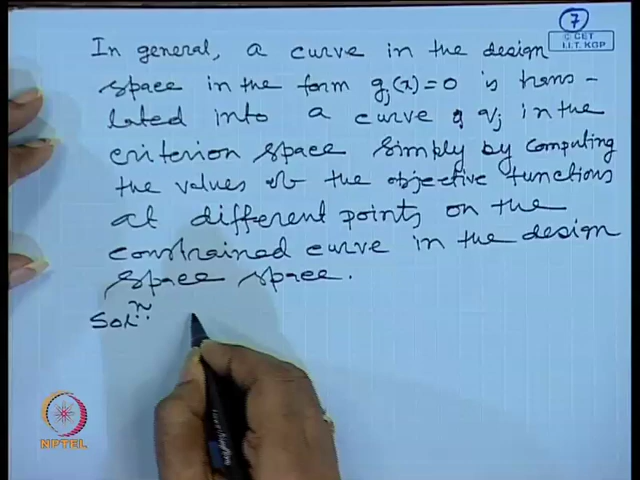 7
© CET
I.I.T. KGP
In general, a curve in the design
space in the form gj(x)=0 is trans-
lated into a curve qj in the
criterion space simply by computing
the values of the objective functions
at different points on the
constrained curve in the design
space space.
Solⁿ:
NPTEL